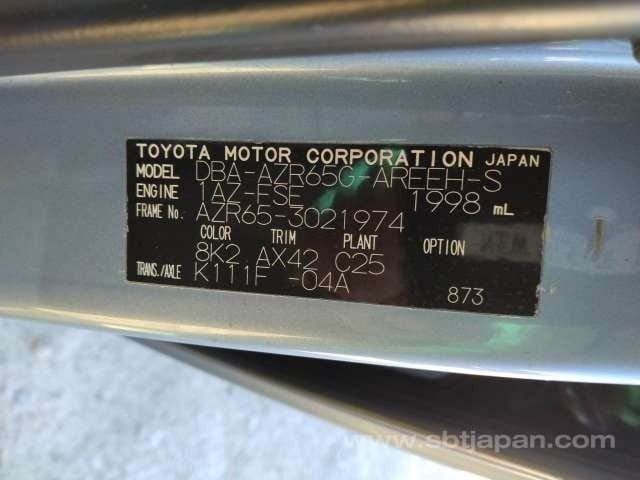 TOYOTA MOTOR CORPORATION JAPAN
MODEL DBA-AZR65G-AREEH-S
ENGINE 1AZ-FSE 1998 mL
FRAME No. AZR65-3021974
COLOR TRIM PLANT OPTION
8K2 AX42 C25
TRANS./AXLE K111F -04A
873
www.sbtjapan.com